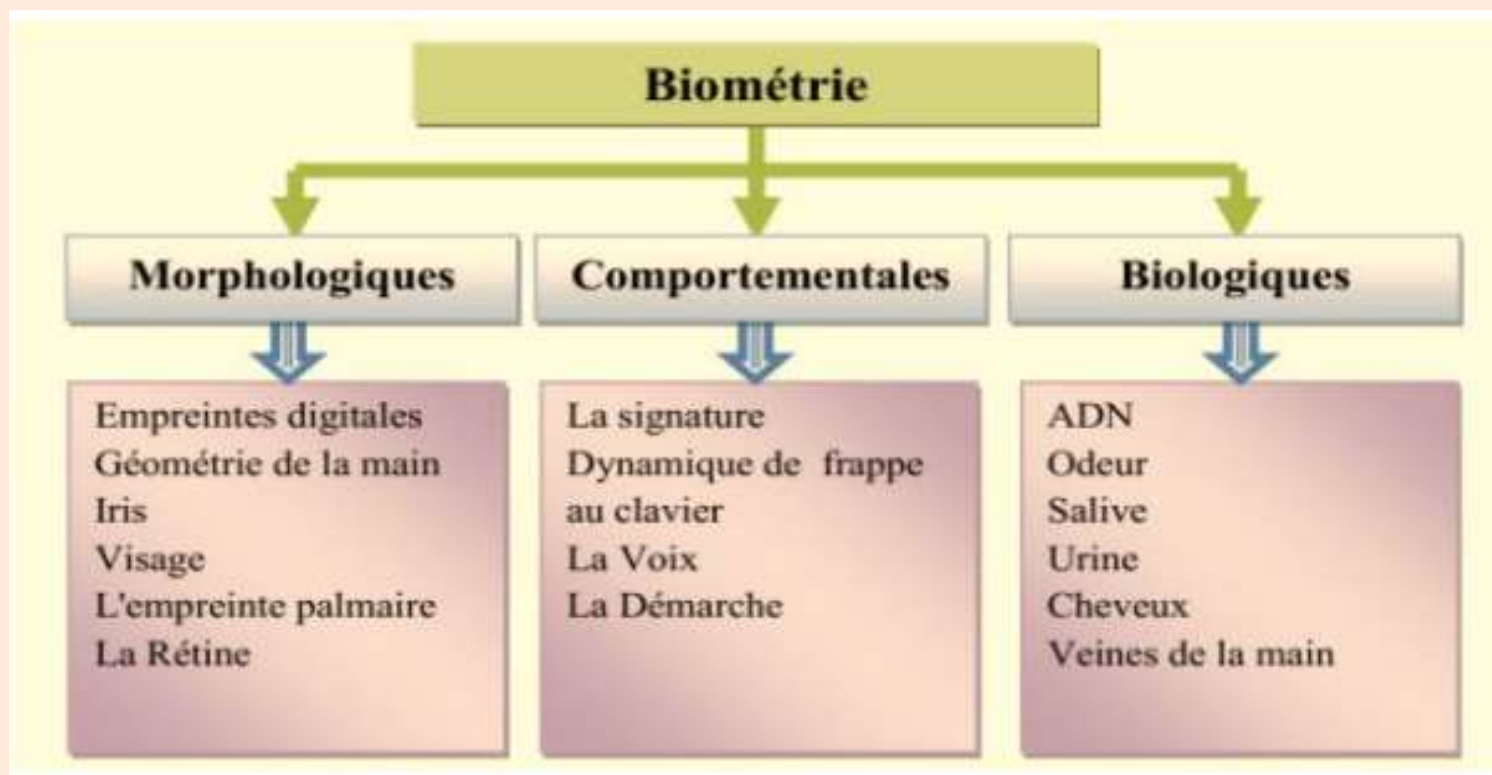 Biométrie
Morphologiques
Comportementales
Biologiques
Empreintes digitales
Géométrie de la main
Iris
Visage
L'empreinte palmaire
La Rétine
La signature
Dynamique de frappe
au clavier
La Voix
La Démarche
ADN
Odeur
Salive
Urine
Cheveux
Veines de la main